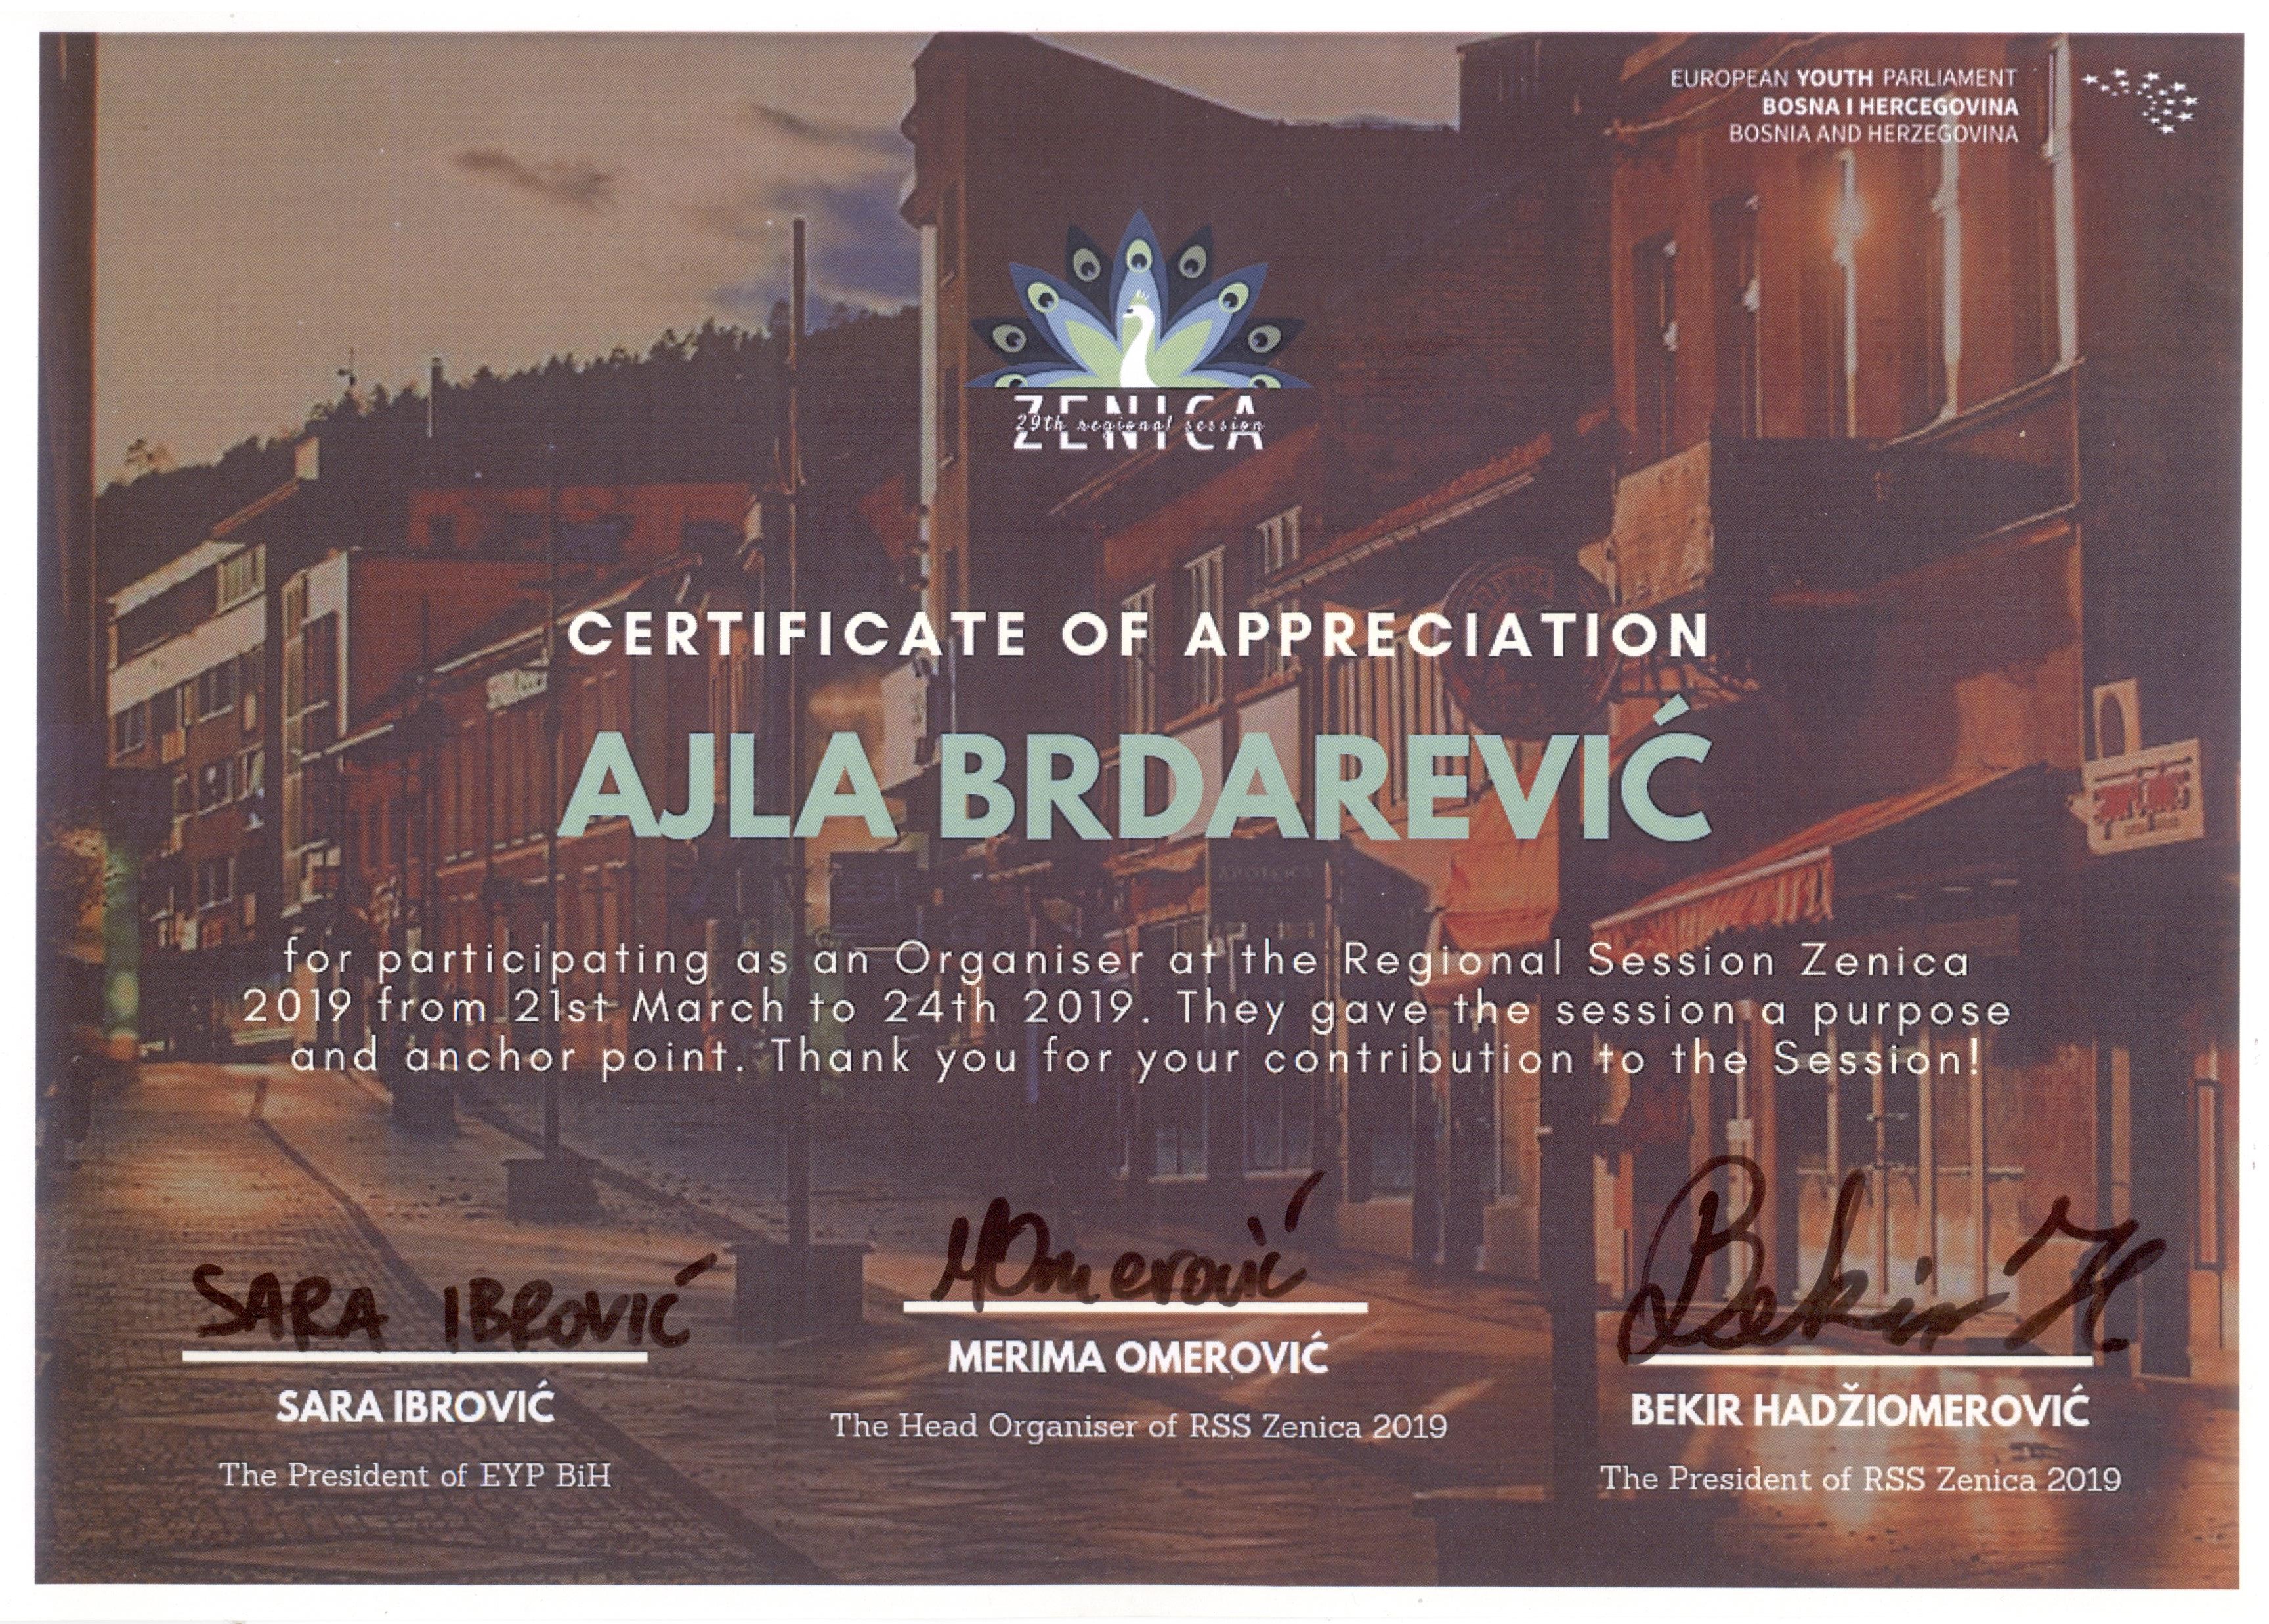 EUROPEAN YOUTH PARLIAMENT
BOSNA I HERCEGOVINA
BOSNIA AND HERZEGOVINA
ZENICA
29th regional session
CERTIFICATE OF APPRECIATION
AJLA BRDAREVIĆ
for participating as an Organiser at the Regional Session Zenica
2019 from 21st March to 24th 2019. They gave the session a purpose
and anchor point. Thank you for your contribution to the Session!
SARA IBROVIĆ
MOmerović
Bekir H
SARA IBROVIĆ
The President of EYP BiH
MERIMA OMEROVIĆ
The Head Organiser of RSS Zenica 2019
BEKIR HADŽIOMEROVIĆ
The President of RSS Zenica 2019